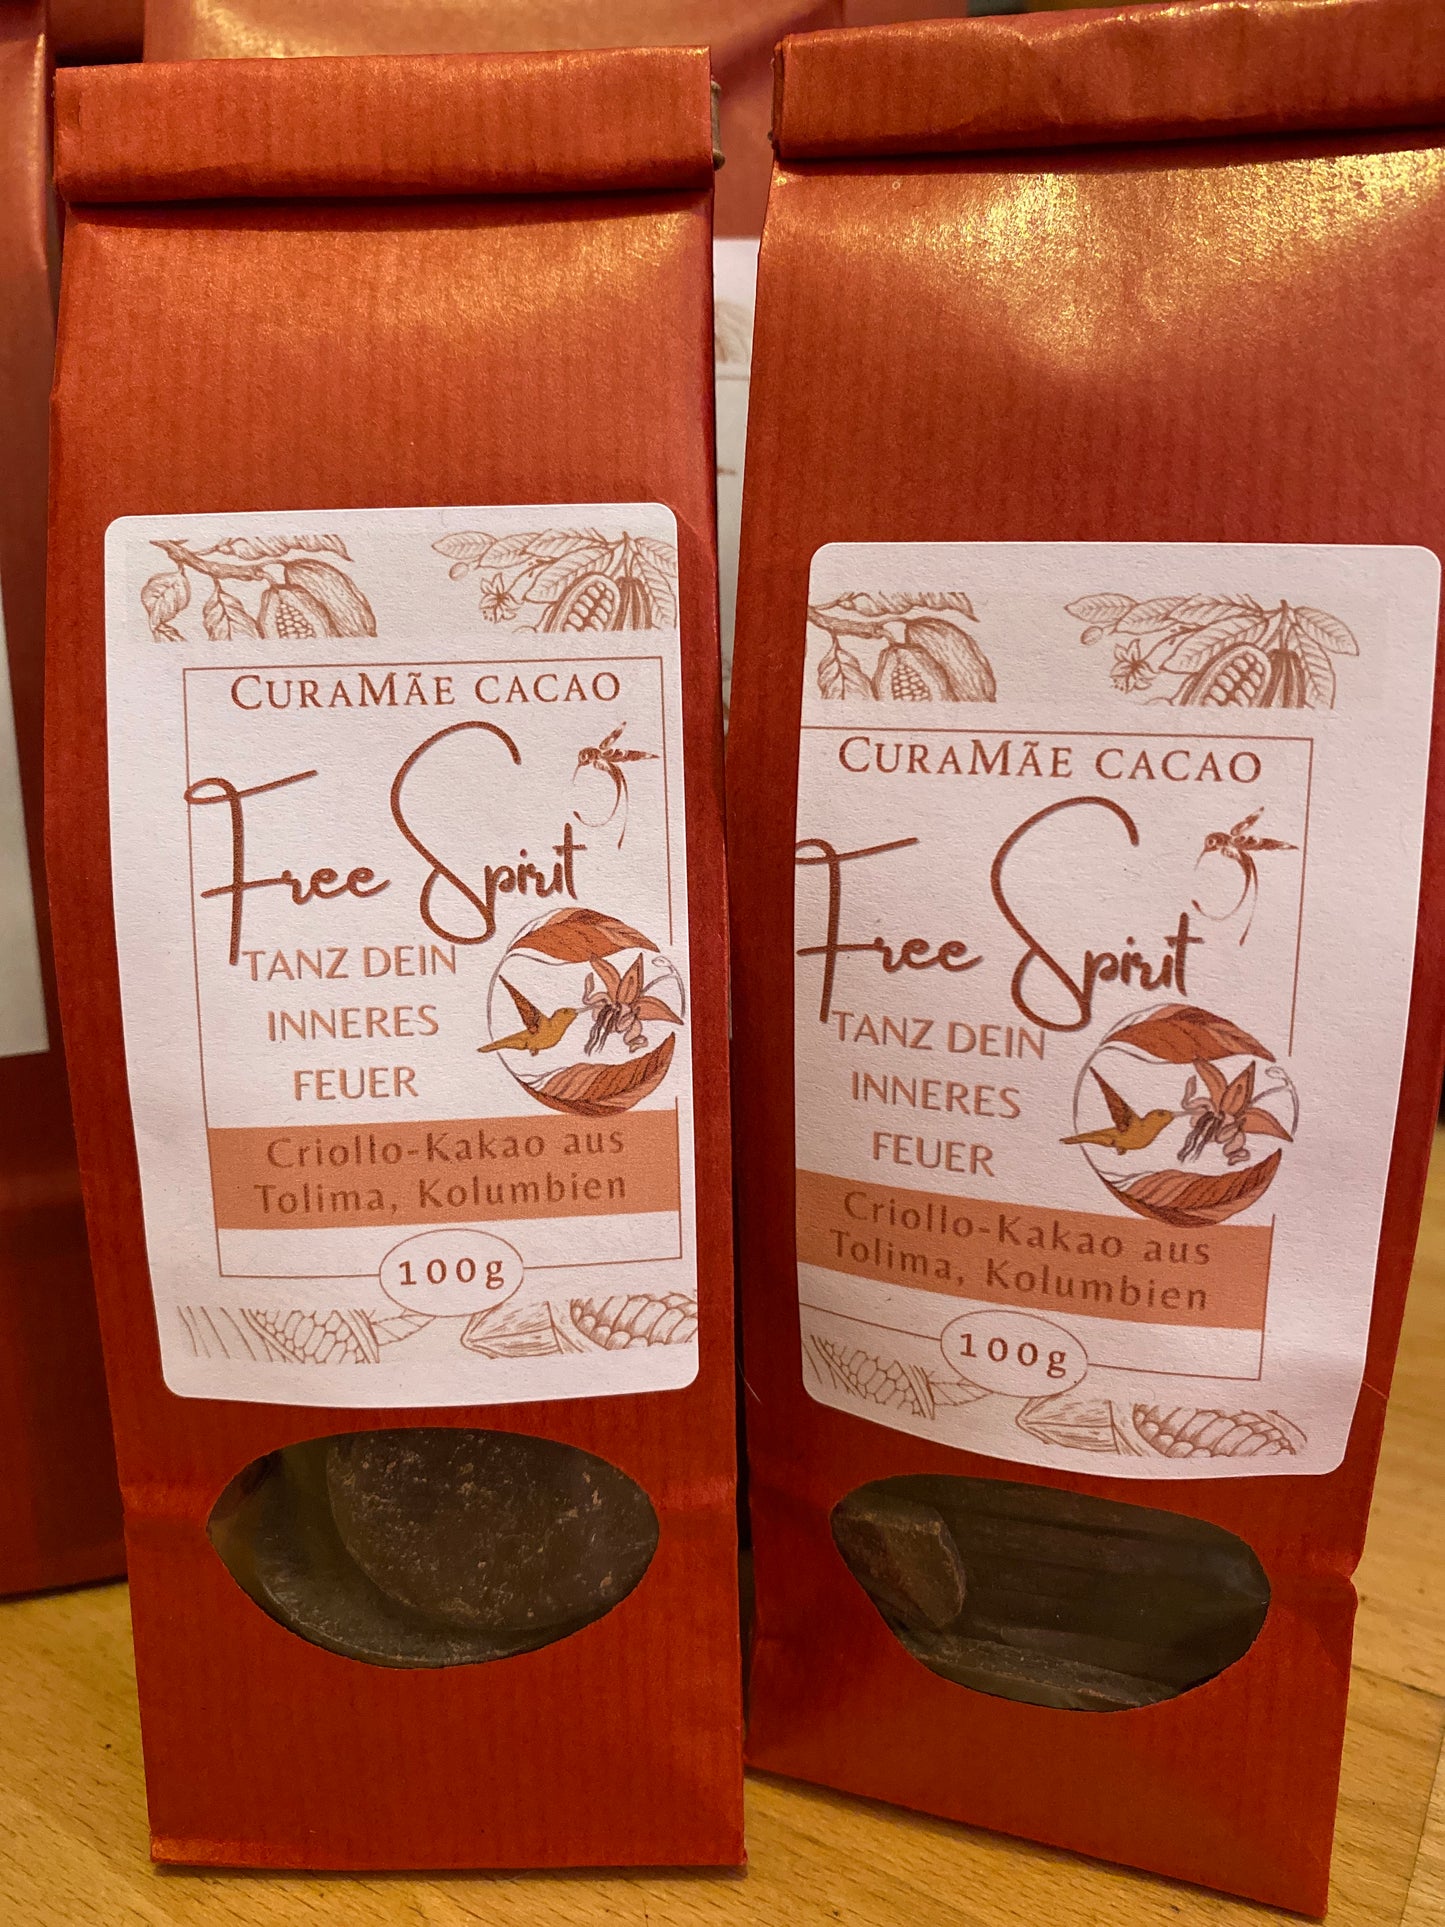 CURAMÃE CACAO
Free Spirit
TANZ DEIN
INNERES
FEUER
Criollo-Kakao aus
Tolima, Kolumbien
100g
CURAMÃE CACAO
Free Spirit
TANZ DEIN
INNERES
FEUER
Criollo-Kakao aus
Tolima, Kolumbien
100g